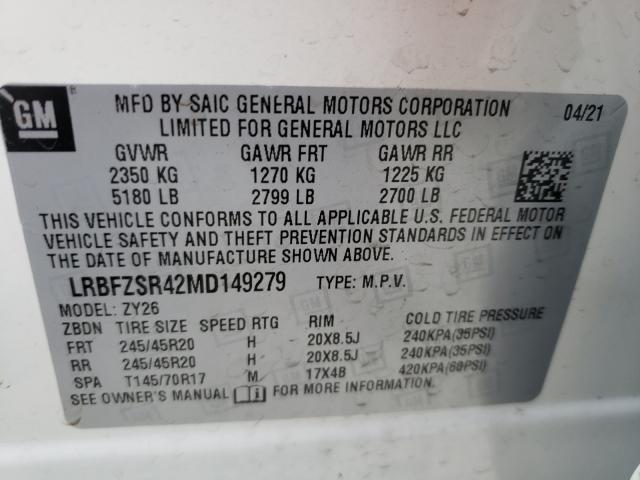 GM
®
MFD BY SAIC GENERAL MOTORS CORPORATION 04/21
LIMITED FOR GENERAL MOTORS LLC
GVWR GAWR FRT GAWR RR
2350 KG 1270 KG 1225 KG
5180 LB 2799 LB 2700 LB
THIS VEHICLE CONFORMS TO ALL APPLICABLE U.S. FEDERAL MOTOR
VEHICLE SAFETY AND THEFT PREVENTION STANDARDS IN EFFECT ON
THE DATE OF MANUFACTURE SHOWN ABOVE.
LRBFZSR42MD149279 TYPE: M.P.V.
MODEL: ZY26
ZBDN TIRE SIZE SPEED RTG RIM COLD TIRE PRESSURE
FRT 245/45R20 H 20X8.5J 240KPA(35PSI)
RR 245/45R20 H 20X8.5J 240KPA(35PSI)
SPA T145/70R17 M 17X4B 420KPA(60PSI)
SEE OWNER'S MANUAL FOR MORE INFORMATION.